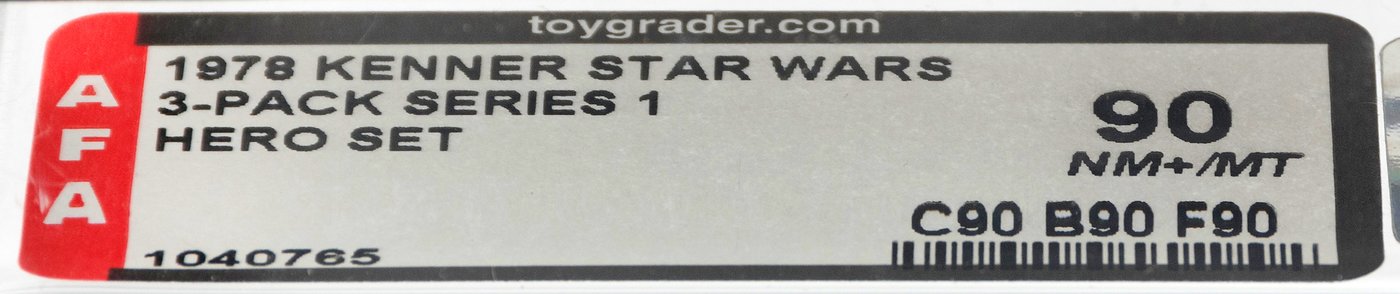 toygrader.com
AFA
1978 KENNER STAR WARS
3-PACK SERIES 1
HERO SET
90
NM+/MT
C90 B90 F90
1040765